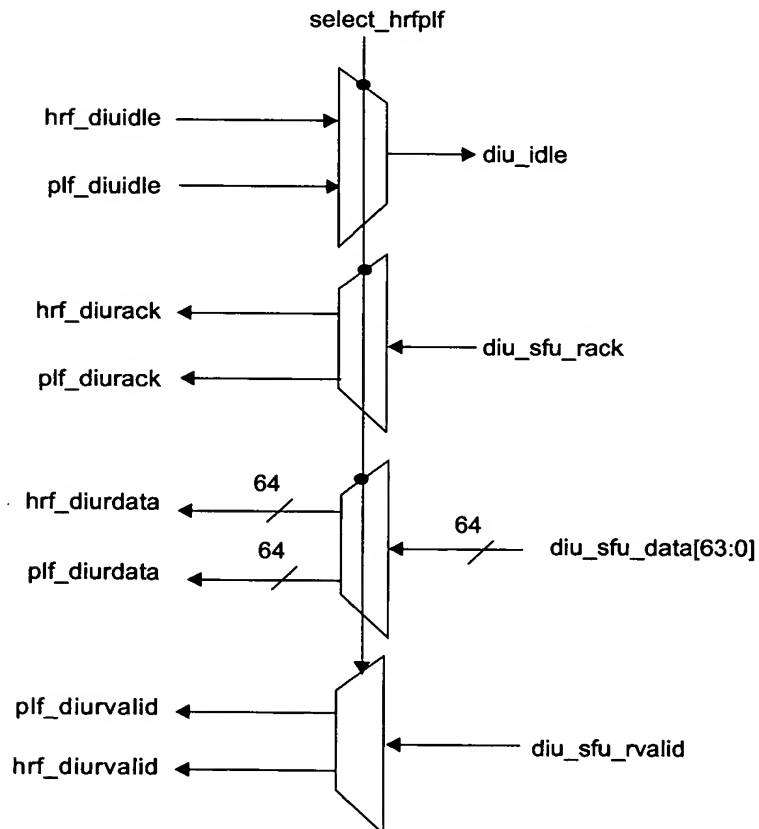 select_hrfplf
hrf_diuidle
diu_idle
plf_diuidle
hrf_diurack
diu_sfu_rack
plf_diurack
hrf_diurdata
64
64
diu_sfu_data[63:0]
plf_diurdata
64
plf_diurvalid
diu_sfu_rvalid
hrf_diurvalid